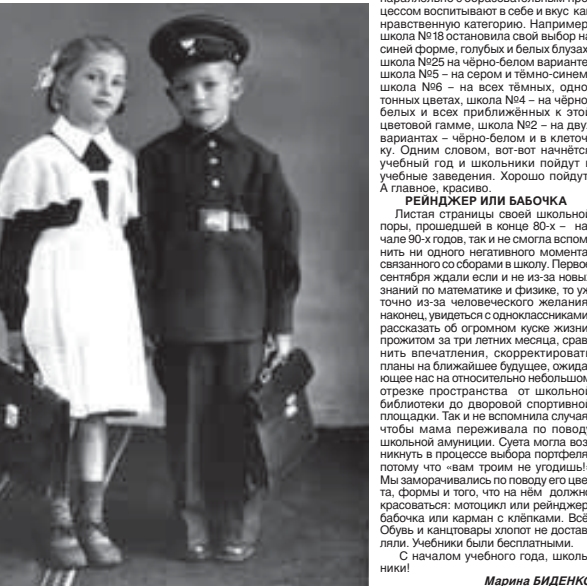 параллельно с образовательным про-
цессом воспитывают в себе и вкус как
нравственную категорию. Например,
школа №18 остановила свой выбор на
синей форме, голубых и белых блузах,
школа №25 на чёрно-белом варианте,
школа №5 – на сером и тёмно-синем,
школа №6 – на всех тёмных, одно-
тонных цветах, школа №4 – на чёрно-
белых и всех приближённых к этой
цветовой гамме, школа №2 – на двух
вариантах – чёрно-белом и в клеточ-
ку. Одним словом, вот-вот начнётся
учебный год и школьники пойдут в
учебные заведения. Хорошо пойдут.
А главное, красиво.
РЕЙНДЖЕР ИЛИ БАБОЧКА
Листая страницы своей школьной
поры, прошедшей в конце 80-х – на-
чале 90-х годов, так и не смогла вспом-
нить ни одного негативного момента,
связанного со сборами в школу. Первое
сентября ждали если и не из-за новых
знаний по математике и физике, то уж
точно из-за человеческого желания,
наконец, увидеться с одноклассниками,
рассказать об огромном куске жизни,
прожитом за три летних месяца, срав-
нить впечатления, скорректировать
планы на ближайшее будущее, ожида-
ющее нас на относительно небольшом
отрезке пространства от школьной
библиотеки до дворовой спортивной
площадки. Так и не вспомнила случая,
чтобы мама переживала по поводу
школьной амуниции. Суета могла воз-
никнуть в процессе выбора портфеля,
потому что «вам троим не угодишь!»
Мы заморачивались по поводу его цве-
та, формы и того, что на нём должно
красоваться: мотоцикл или рейнджер,
бабочка или карман с клёпками. Всё.
Обувь и канцтовары хлопот не достав-
ляли. Учебники были бесплатными.
С началом учебного года, школь-
ники!
Марина БИДЕНКО